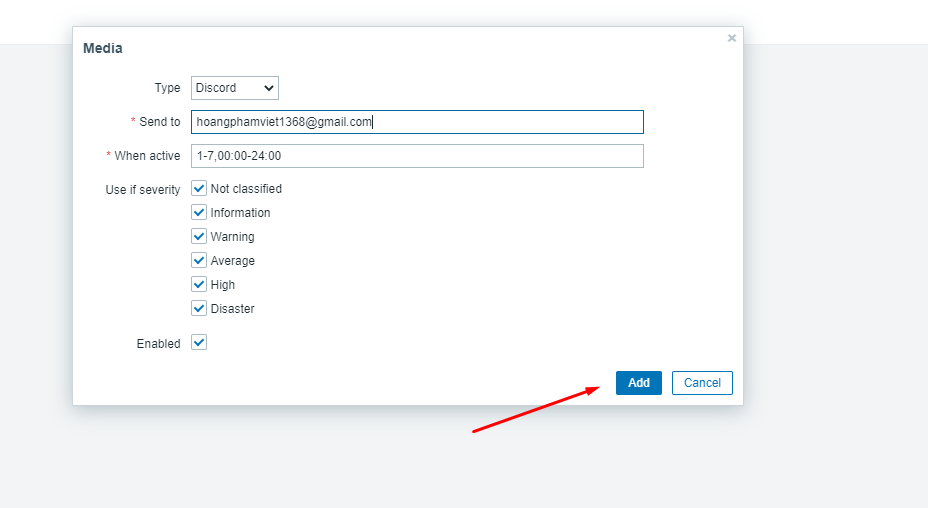 Media
Type Discord
* Send to hoangphamviet1368@gmail.com
* When active 1-7,00:00-24:00
Use if severity Not classified
Information
Warning
Average
High
Disaster
Enabled
Add Cancel